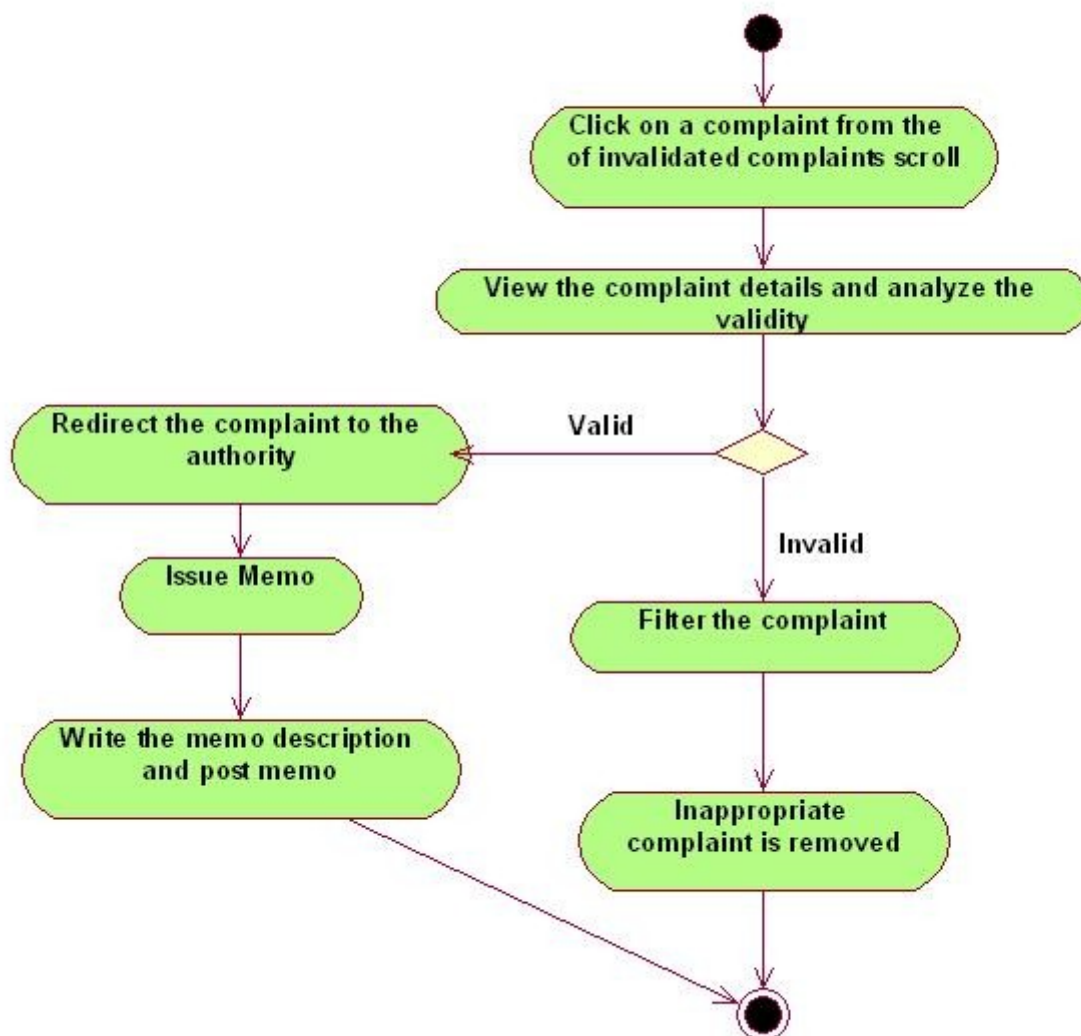 Click on a complaint from the
of invalidated complaints scroll
View the complaint details and analyze the
validity
Valid
Redirect the complaint to the
authority
Invalid
Issue Memo
Filter the complaint
Write the memo description
and post memo
Inappropriate
complaint is removed